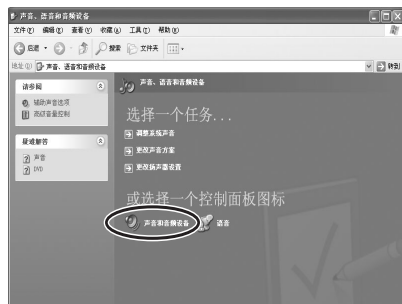 声音、语音和音频设备
文件(F) 编辑(E) 查看(V) 收藏(A) 工具(T) 帮助(H)
后退 搜索 文件夹
地址(D) 声音、语音和音频设备 转到
请参阅
辅助声音选项
高级音量控制
疑难解答
声音
DVD
声音、语音和音频设备
选择一个任务...
调整系统声音
更改声音方案
更改扬声器设置
或选择一个控制面板图标
声音和音频设备 语音